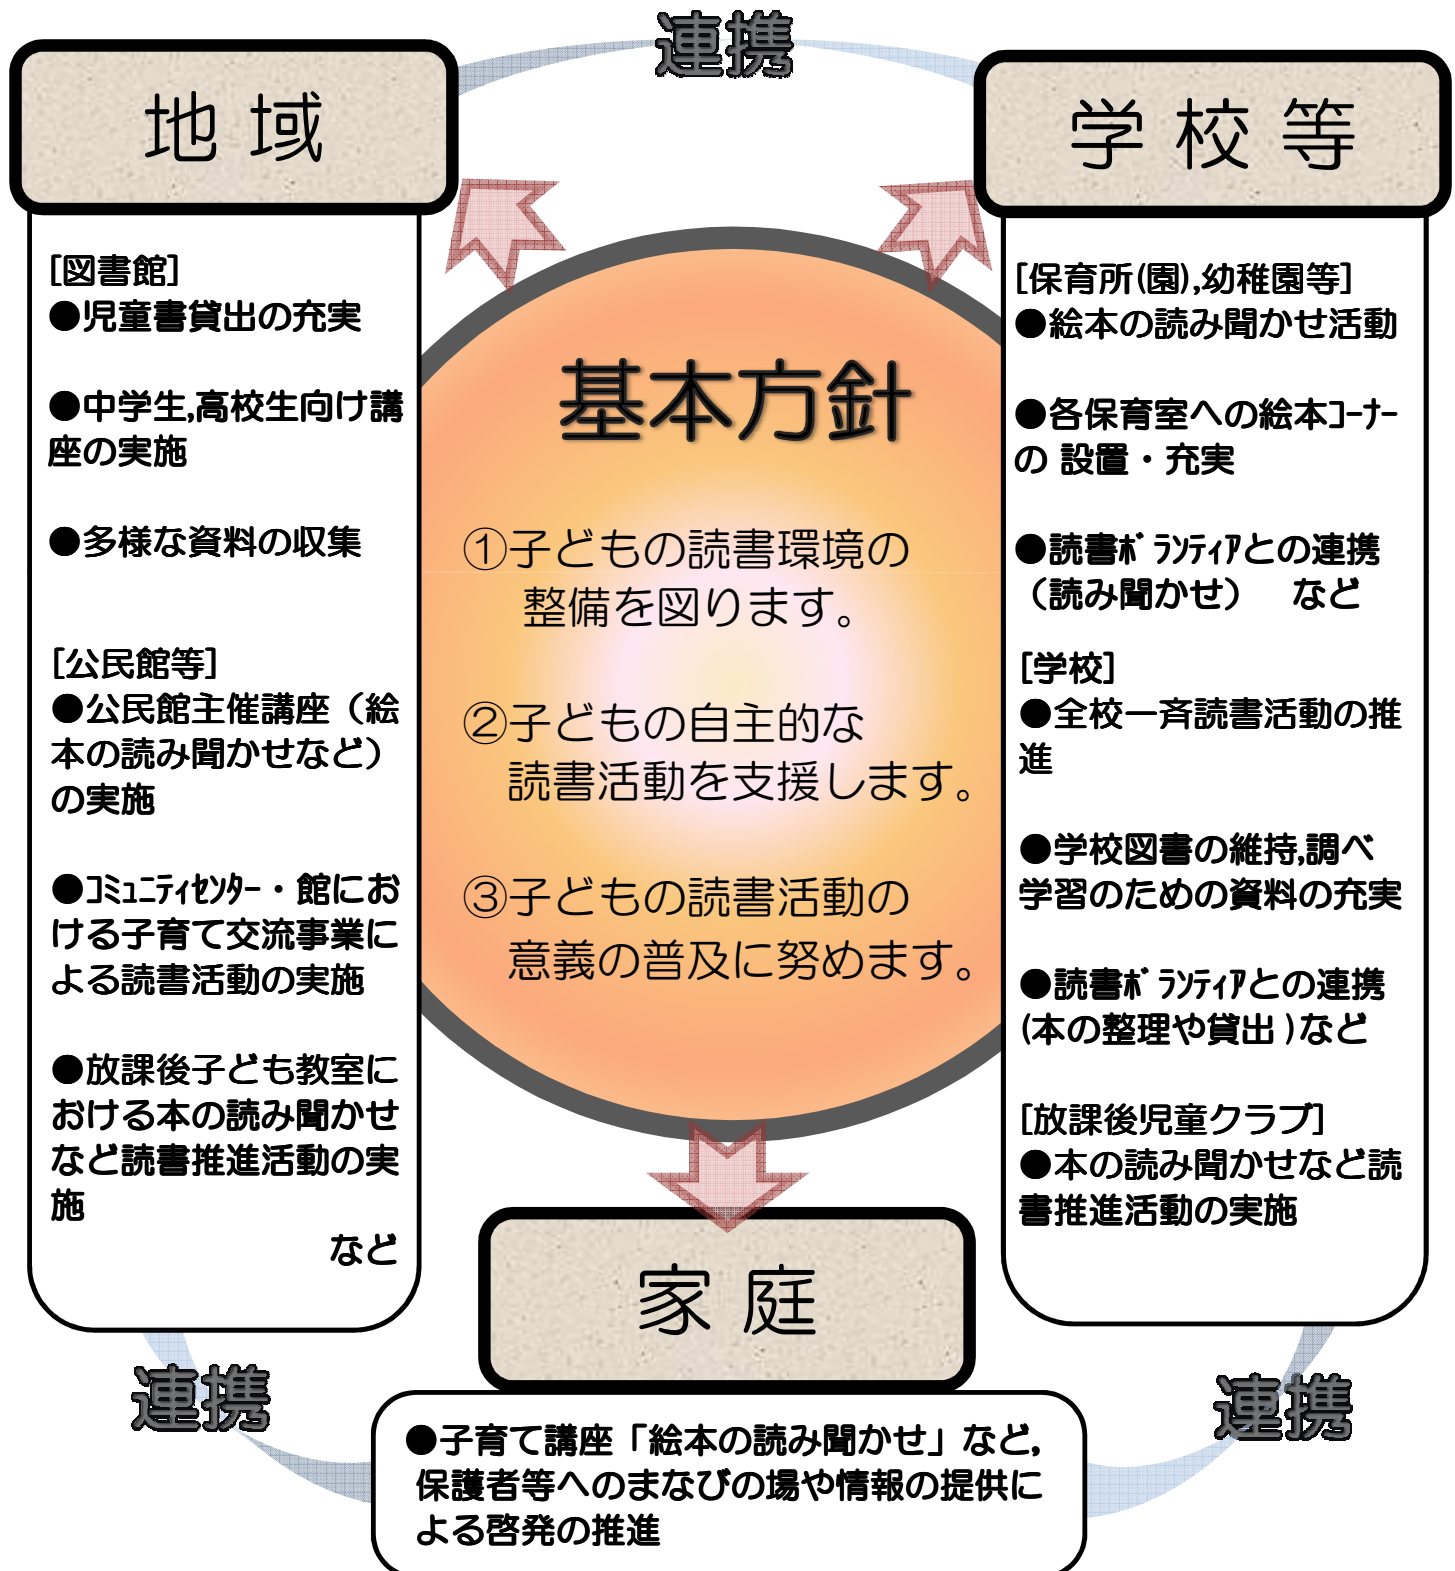 連携
地域
[図書館]
●児童書貸出の充実
●中学生,高校生向け講
座の実施
●多様な資料の収集
[公民館等]
●公民館主催講座（絵
本の読み聞かせなど）
の実施
●ｺﾐｭﾆﾃｨｾﾝﾀｰ・館にお
ける子育て交流事業に
よる読書活動の実施
●放課後子ども教室に
おける本の読み聞かせ
など読書推進活動の実
施
など
基本方針
①子どもの読書環境の
整備を図ります。
②子どもの自主的な
読書活動を支援します。
③子どもの読書活動の
意義の普及に努めます。
学校等
[保育所(園),幼稚園等]
●絵本の読み聞かせ活動
●各保育室への絵本ｺｰﾅｰ
の 設置・充実
●読書ﾎﾞﾗﾝﾃｨｱとの連携
（読み聞かせ）　など
[学校]
●全校一斉読書活動の推
進
●学校図書の維持,調べ
学習のための資料の充実
●読書ﾎﾞﾗﾝﾃｨｱとの連携
(本の整理や貸出)など
[放課後児童クラブ]
●本の読み聞かせなど読
書推進活動の実施
家庭
●子育て講座「絵本の読み聞かせ」など,
保護者等へのまなびの場や情報の提供に
よる啓発の推進
連携
連携